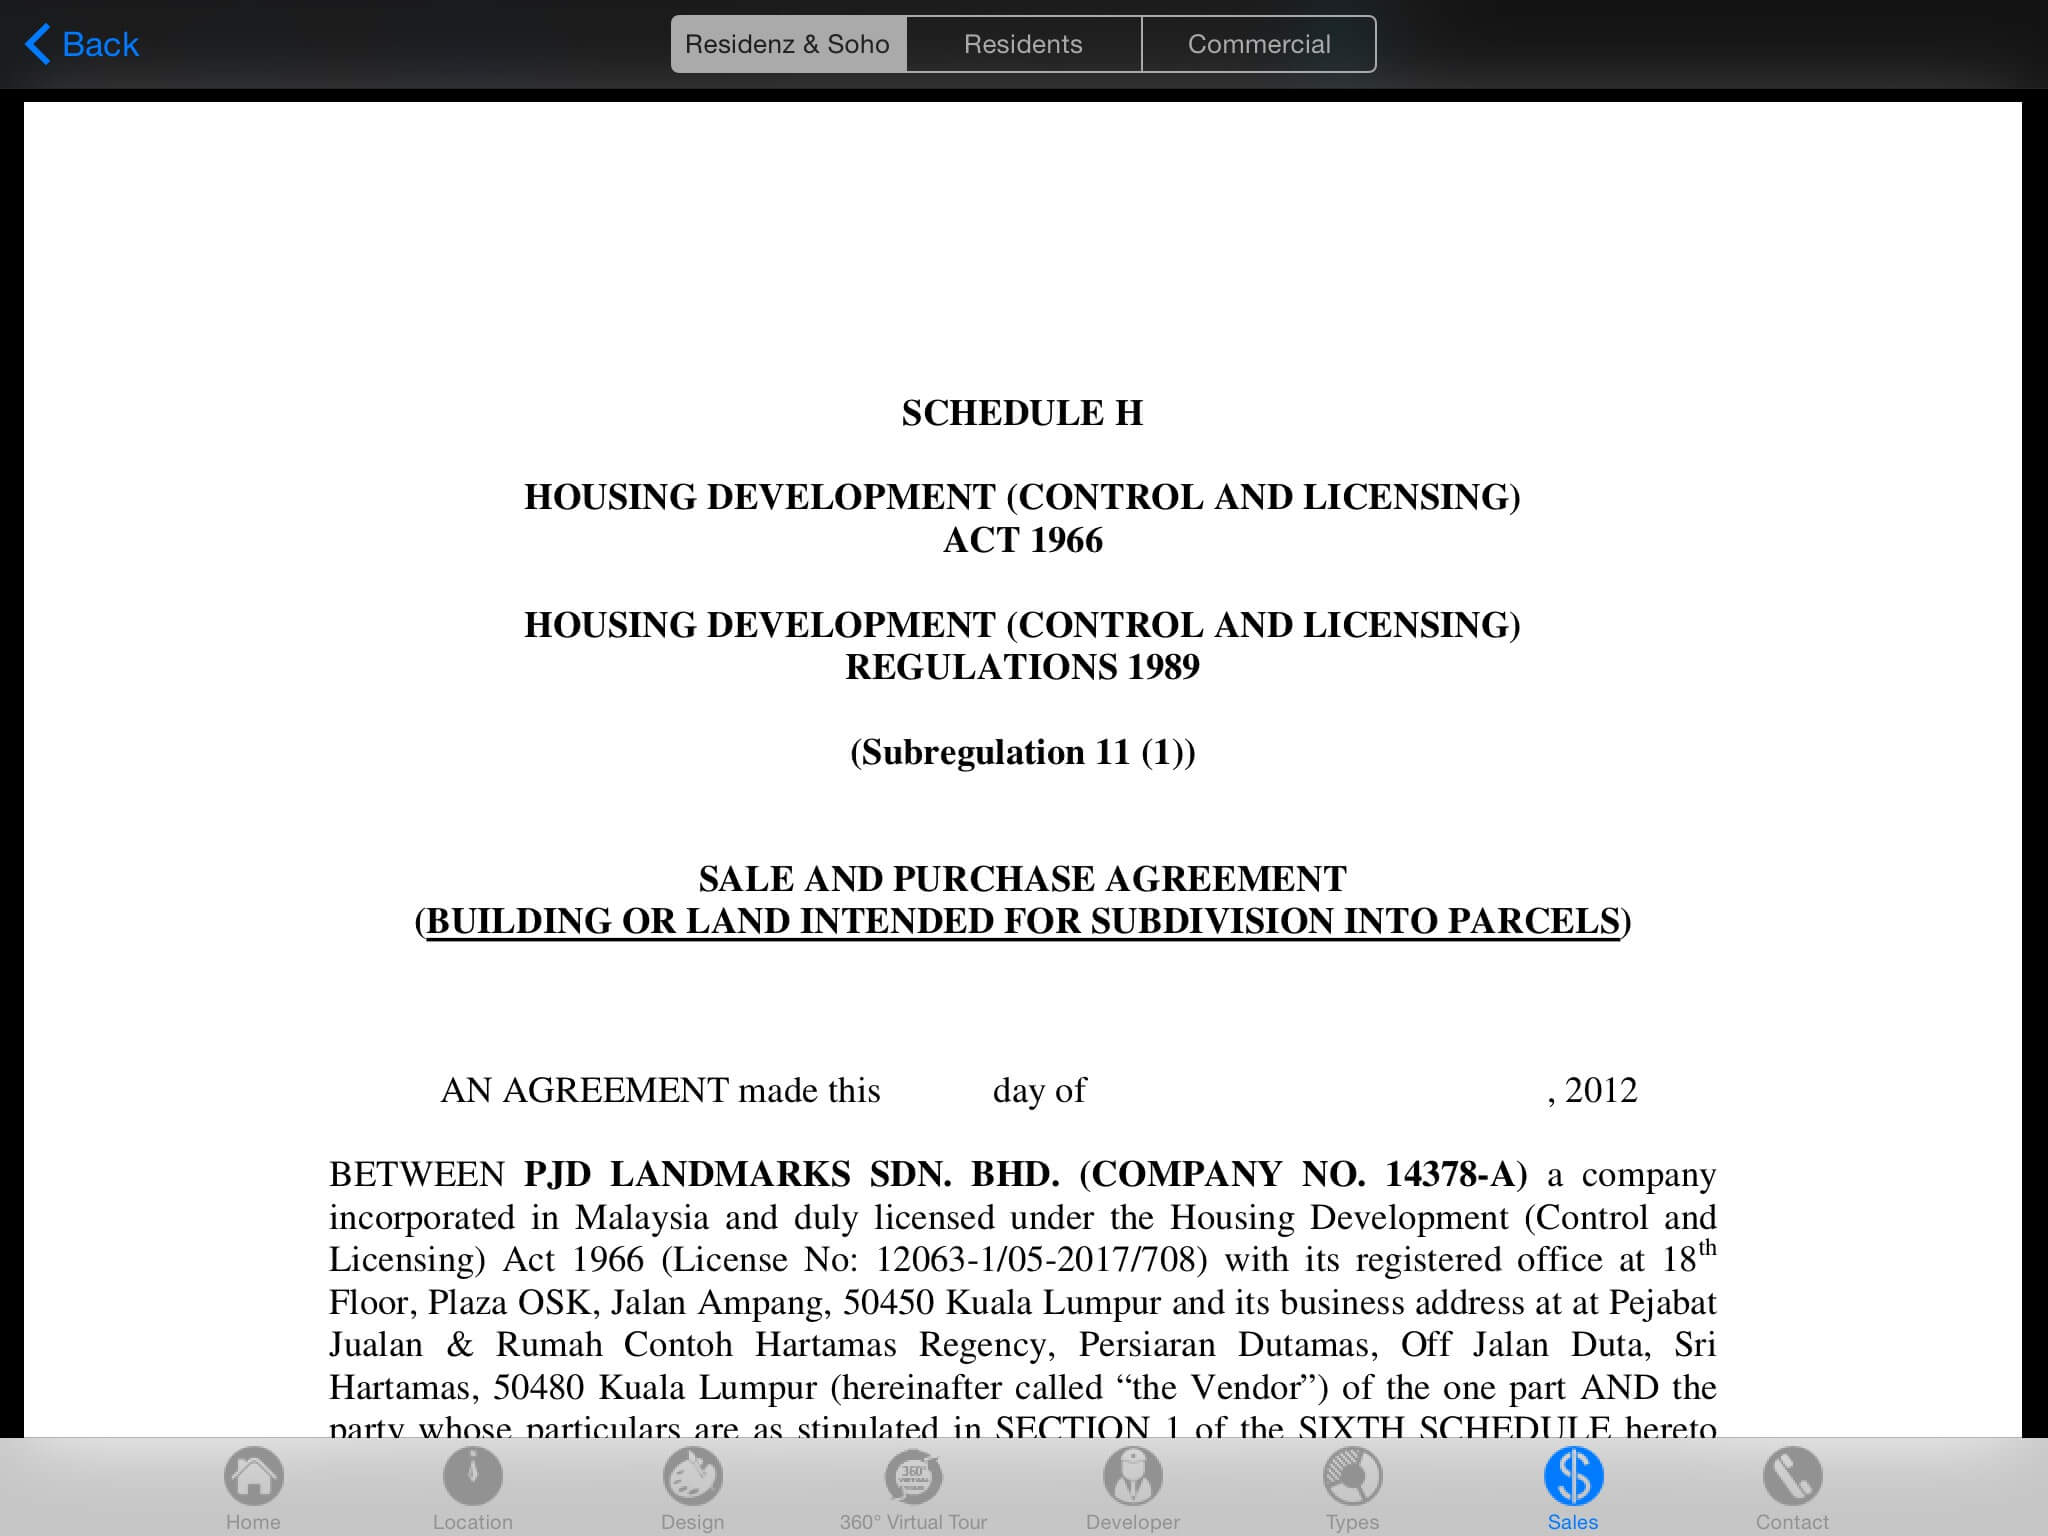 Back
Residenz & Soho
Residents
Commercial
SCHEDULE H
HOUSING DEVELOPMENT (CONTROL AND LICENSING)
ACT 1966
HOUSING DEVELOPMENT (CONTROL AND LICENSING)
REGULATIONS 1989
(Subregulation 11 (1))
SALE AND PURCHASE AGREEMENT
(BUILDING OR LAND INTENDED FOR SUBDIVISION INTO PARCELS)
AN AGREEMENT made this day of , 2012
BETWEEN PJD LANDMARKS SDN. BHD. (COMPANY NO. 14378-A) a company
incorporated in Malaysia and duly licensed under the Housing Development (Control and
Licensing) Act 1966 (License No: 12063-1/05-2017/708) with its registered office at 18th
Floor, Plaza OSK, Jalan Ampang, 50450 Kuala Lumpur and its business address at at Pejabat
Jualan & Rumah Contoh Hartamas Regency, Persiaran Dutamas, Off Jalan Duta, Sri
Hartamas, 50480 Kuala Lumpur (hereinafter called “the Vendor”) of the one part AND the
party whose particulars are as stipulated in SECTION 1 of the SIXTH SCHEDULE hereto
360° VIRTUAL TOUR
Home
Location
Design
360° Virtual Tour
Developer
Types
Sales
Contact